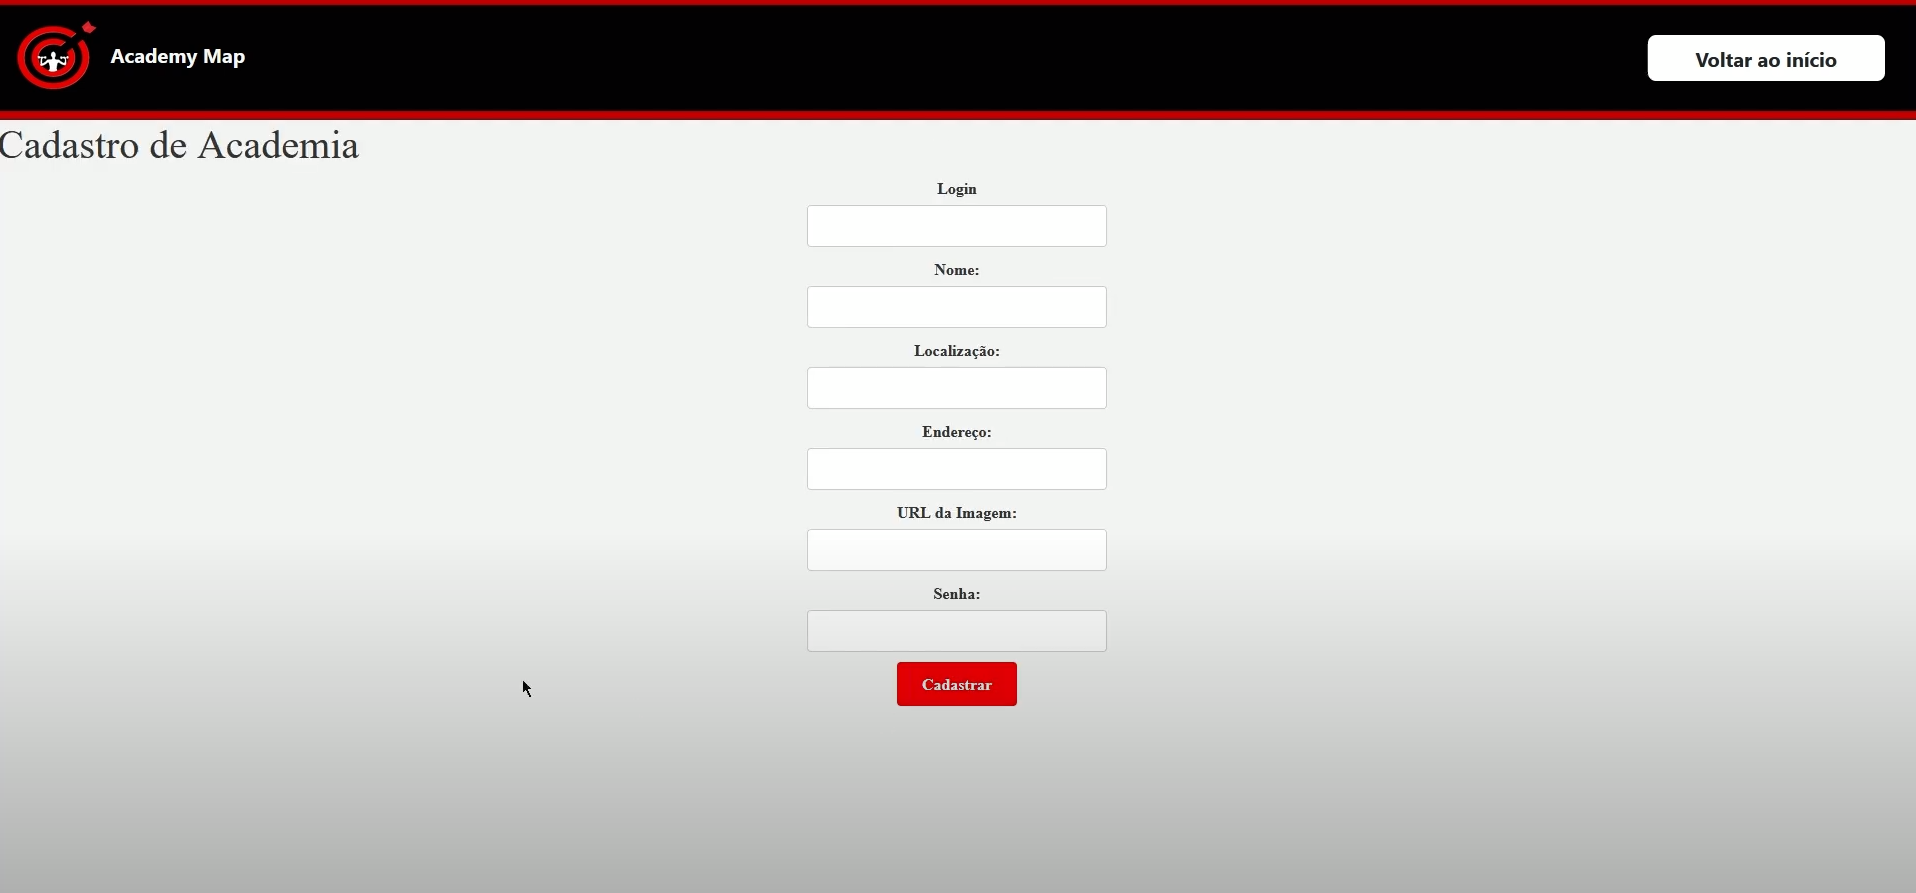 Academy Map
Voltar ao início
Cadastro de Academia
Login
Nome:
Localização:
Endereço:
URL da Imagem:
Senha:
Cadastrar